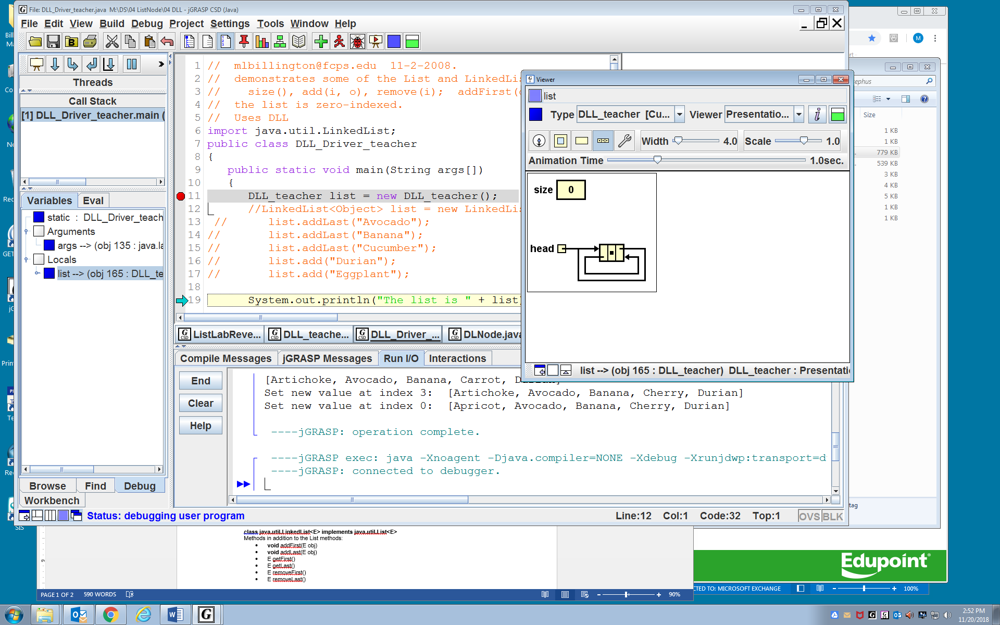 File: DLL_Driver_teacher.java  M:\DS\04 ListNode\04 DLL - jGRASP CSD (Java)
File Edit View Build Debug Project Settings Tools Window Help
Threads
Call Stack
[1] DLL_Driver_teacher.main (
Variables Eval
static : DLL_Driver_teach
Arguments
args --> (obj 135 : java.la
Locals
list --> (obj 165 : DLL_te
Browse Find Debug
Workbench
1 //  mlbillington@fcps.edu  11-2-2008.
2 //  demonstrates some of the List and LinkedLis
3 //    size(), add(i, o), remove(i);  addFirst(
4 //  the list is zero-indexed.
5 //  Uses DLL
6 import java.util.LinkedList;
7 public class DLL_Driver_teacher
8 {
9 public static void main(String args[])
10 {
11 DLL_teacher list = new DLL_teacher();
12 //LinkedList<Object> list = new LinkedLis
13 // list.addLast("Avocado");
14 // list.addLast("Banana");
15 // list.addLast("Cucumber");
16 // list.add("Durian");
17 // list.add("Eggplant");
18
19 System.out.println("The list is " + list)
ListLabReve... DLL_teache... DLL_Driver_... DLNode.java
Compile Messages jGRASP Messages Run I/O Interactions
End
Clear
Help
[Artichoke, Avocado, Banana, Carrot, Durian]
Set new value at index 3:  [Artichoke, Avocado, Banana, Cherry, Durian]
Set new value at index 0:  [Apricot, Avocado, Banana, Cherry, Durian]
----jGRASP: operation complete.
----jGRASP exec: java -Xnoagent -Djava.compiler=NONE -Xdebug -Xrunjdwp:transport=d
----jGRASP: connected to debugger.
Status: debugging user program
Line:12 Col:1 Code:32 Top:1 OVS BLK
Viewer
list
Type DLL_teacher [Cu... Viewer Presentatio...
Width 4.0 Scale 1.0
Animation Time 1.0sec.
size 0
head
list --> (obj 165 : DLL_teacher)  DLL_teacher : Presentati
M
ephus
Size
1 KB
1 KB
779 KB
539 KB
3 KB
4 KB
5 KB
1 KB
1 KB
tag
SIS
class java.util.LinkedList<E> implements java.util.List<E>
Methods in addition to the List methods:
• void addFirst(E obj)
• void addLast(E obj)
• E getFirst()
• E getLast()
• E removeFirst()
• E removeLast()
PAGE 1 OF 2 590 WORDS 90%
Edupoint®
CTED TO: MICROSOFT EXCHANGE 100%
2:52 PM
11/20/2018